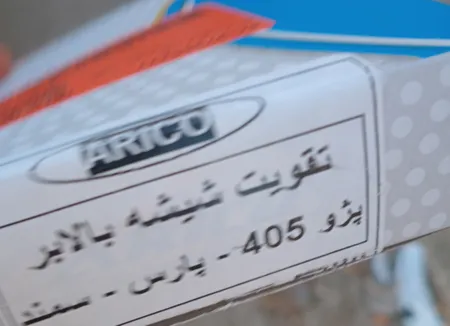 ARICO
تقویت شیشه بالابر
پژو 405 - پارس - سمند